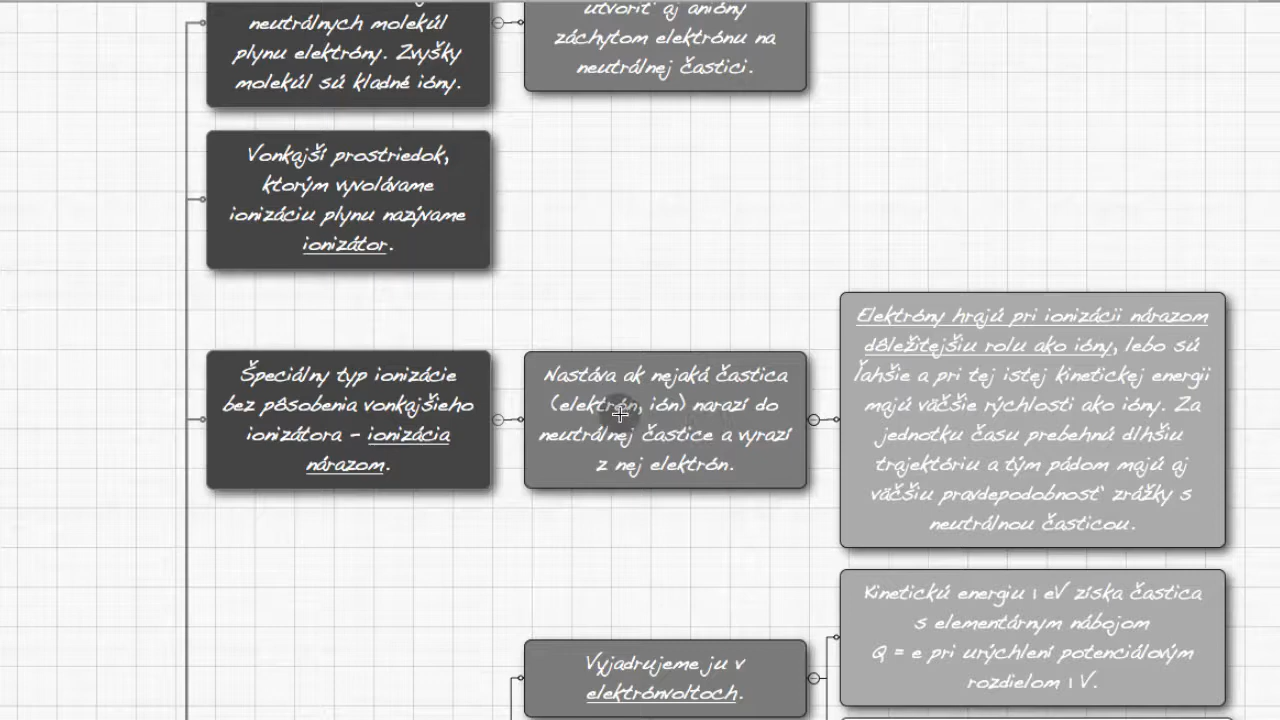 neutrálnych molekúl
plynu elektróny. Zvyšky
molekúl sú kladné ióny.
utvoriť aj anióny
záchytom elektrónu na
neutrálnej častici.
Vonkajší prostriedok,
ktorým vyvolávame
ionizáciu plynu nazývame
ionizátor.
Špeciálny typ ionizácie
bez pôsobenia vonkajšieho
ionizátora - ionizácia
nárazom.
Nastáva ak nejaká častica
(elektrón, ión) narazí do
neutrálnej častice a vyrazí
z nej elektrón.
Elektróny hrajú pri ionizácii nárazom
dôležitejšiu rolu ako ióny, lebo sú
ľahšie a pri tej istej kinetickej energii
majú väčšie rýchlosti ako ióny. Za
jednotku času prebehnú dlhšiu
trajektóriu a tým pádom majú aj
väčšiu pravdepodobnosť zrážky s
neutrálnou časticou.
Vyjadrujeme ju v
elektrónvoltoch.
Kinetickú energiu 1 eV získa častica
s elementárnym nábojom
Q = e pri urýchlení potenciálovým
rozdielom 1 V.